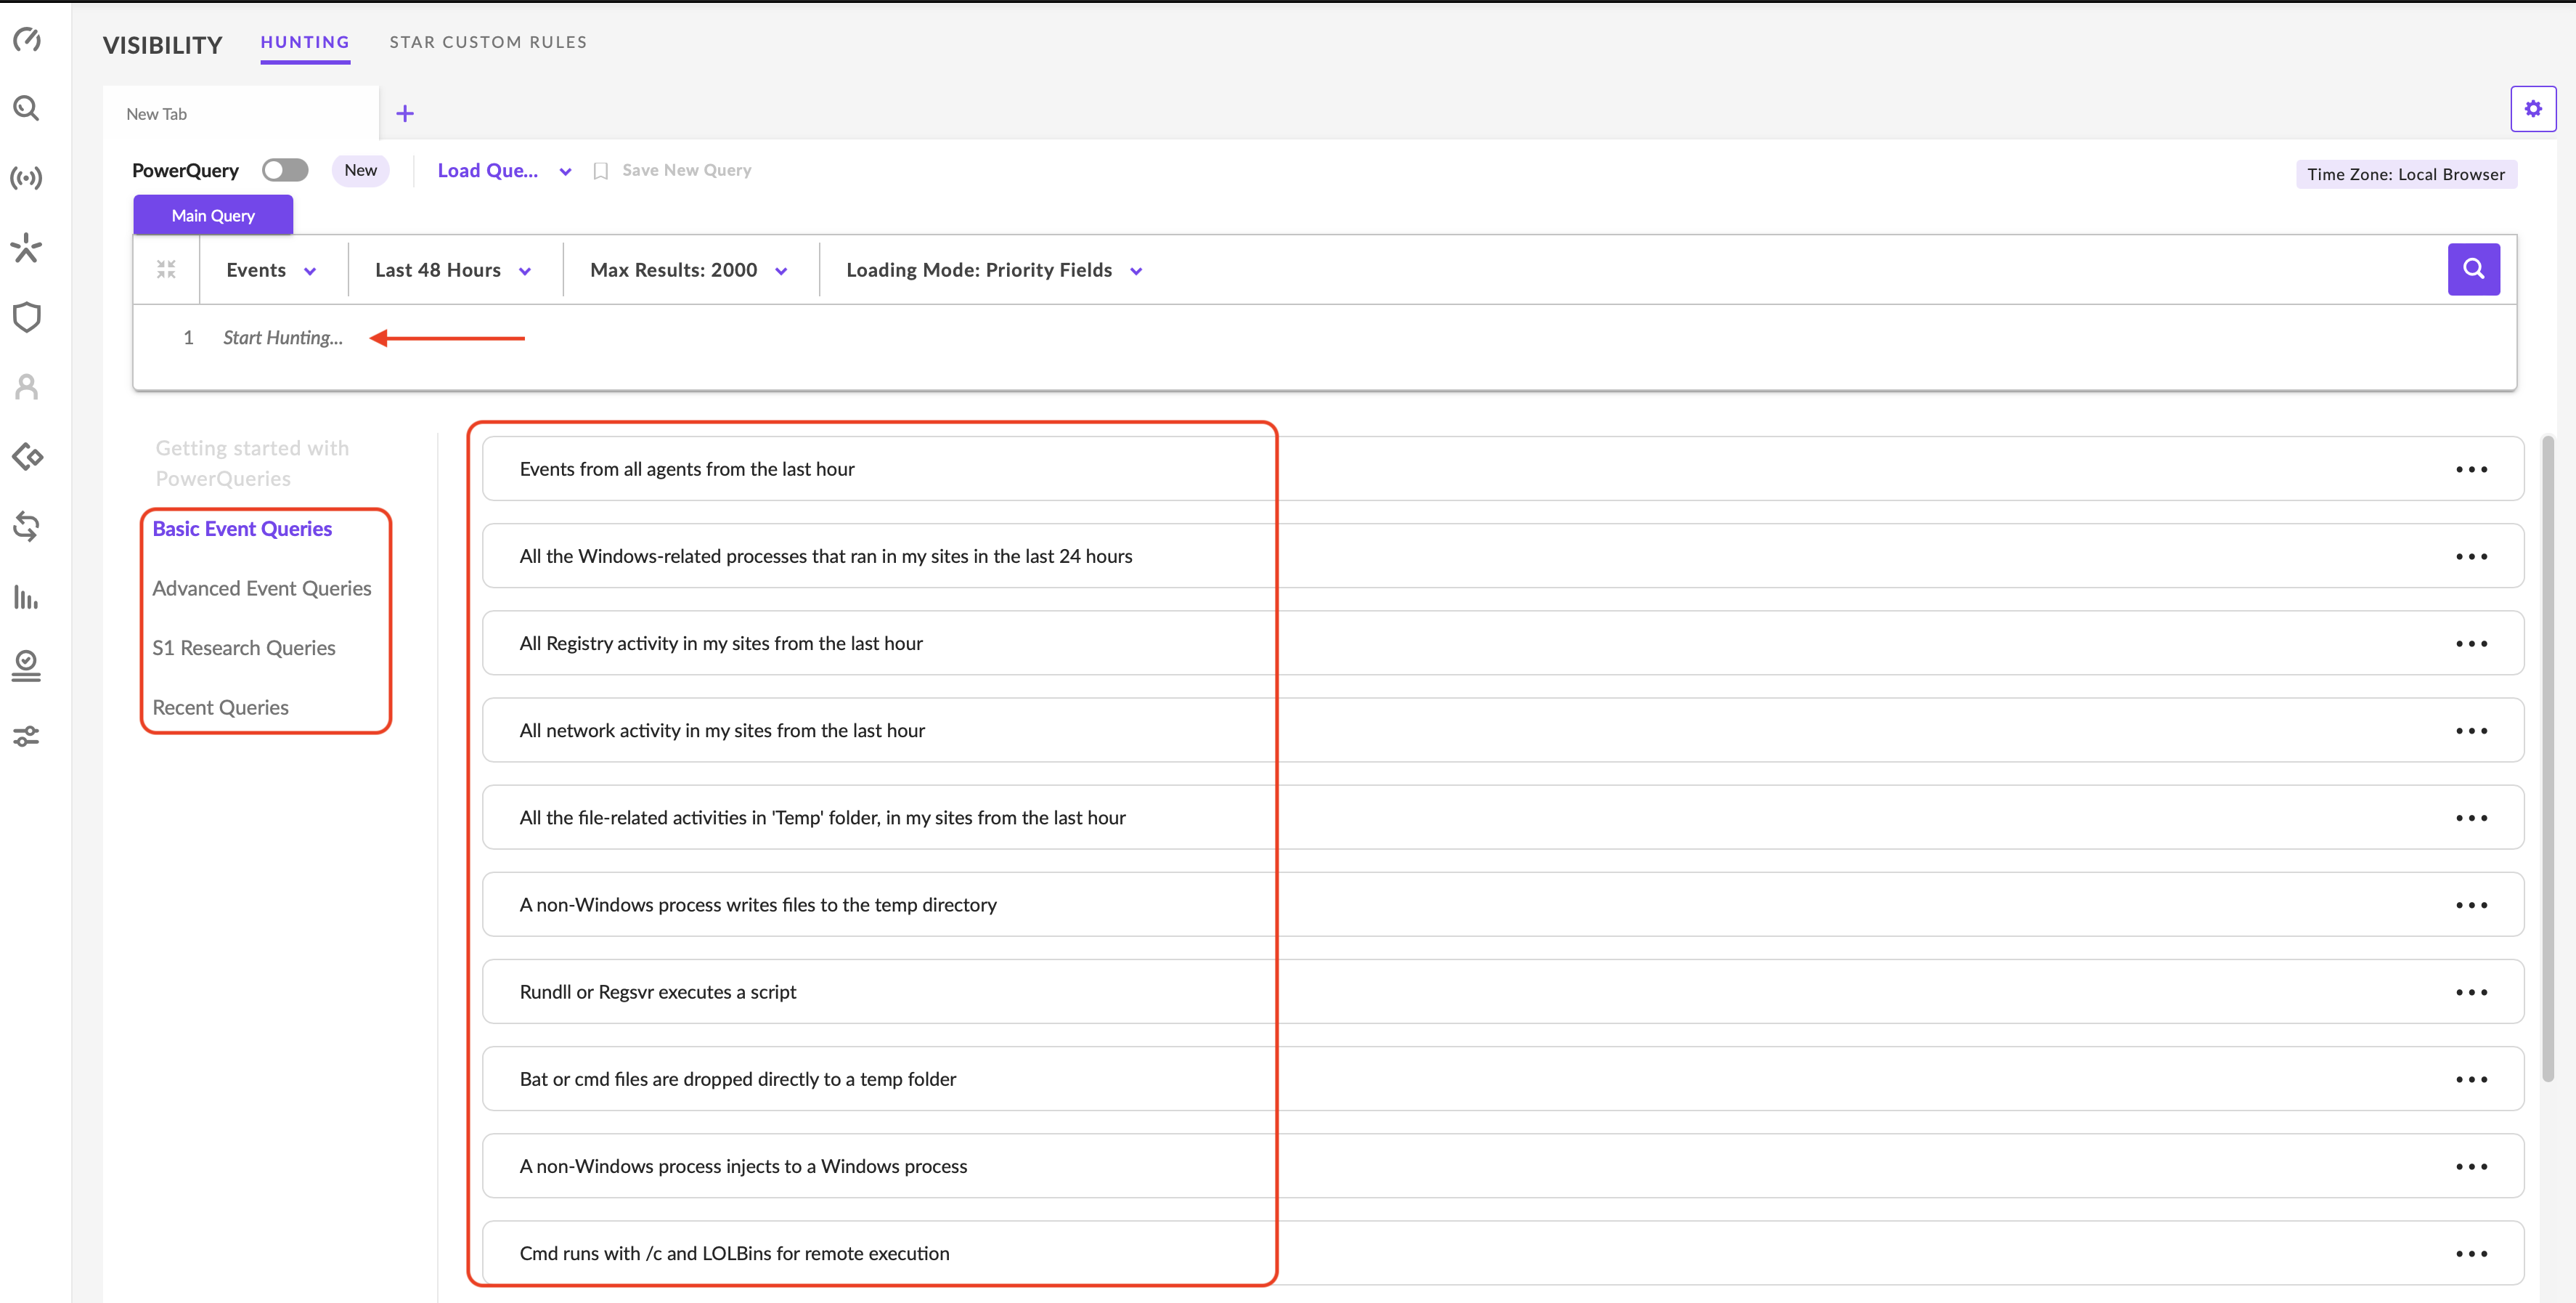 VISIBILITY HUNTING STAR CUSTOM RULES
New Tab +
PowerQuery New Load Que... Save New Query
Time Zone: Local Browser
Main Query
Events Last 48 Hours Max Results: 2000 Loading Mode: Priority Fields
1 Start Hunting...
Getting started with
PowerQueries
Basic Event Queries
Advanced Event Queries
S1 Research Queries
Recent Queries
Events from all agents from the last hour
All the Windows-related processes that ran in my sites in the last 24 hours
All Registry activity in my sites from the last hour
All network activity in my sites from the last hour
All the file-related activities in 'Temp' folder, in my sites from the last hour
A non-Windows process writes files to the temp directory
Rundll or Regsvr executes a script
Bat or cmd files are dropped directly to a temp folder
A non-Windows process injects to a Windows process
Cmd runs with /c and LOLBins for remote execution